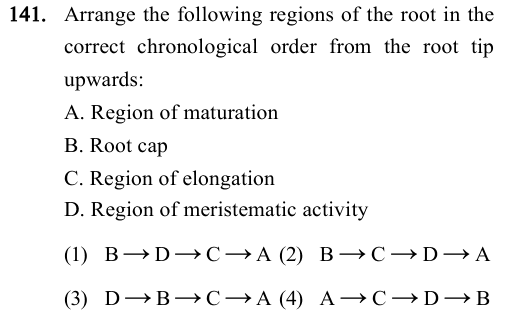 141. Arrange the following regions of the root in the
correct chronological order from the root tip
upwards:
A. Region of maturation
B. Root cap
C. Region of elongation
D. Region of meristematic activity
(1) B → D → C → A (2) B → C → D → A
(3) D → B → C → A (4) A → C → D → B